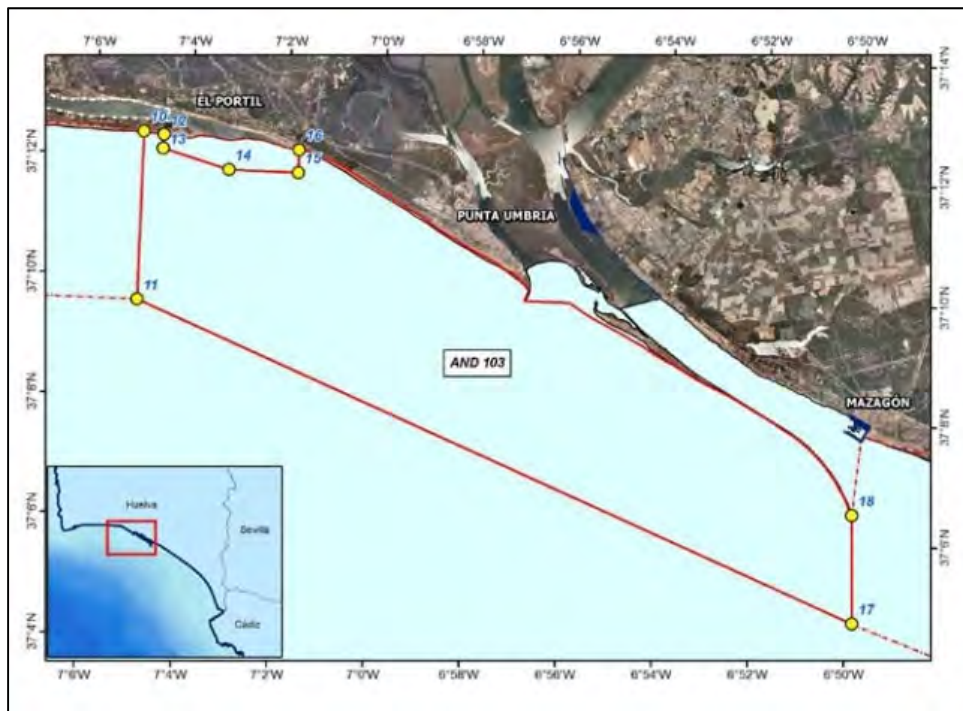 7°6'W 7°4'W 7°2'W 7°0'W 6°58'W 6°56'W 6°54'W 6°52'W 6°50'W
37°14'N
EL PORTIL
10 12
13
16
37°12'N
14
15
37°12'N
PUNTA UMBRIA
37°10'N
11
37°10'N
AND 103
37°8'N
MAZAGÓN
37°8'N
Huelva
37°6'N
18
Sevilla
37°6'N
17
Cádiz
37°4'N
7°6'W 7°4'W 7°2'W 7°0'W 6°58'W 6°56'W 6°54'W 6°52'W 6°50'W